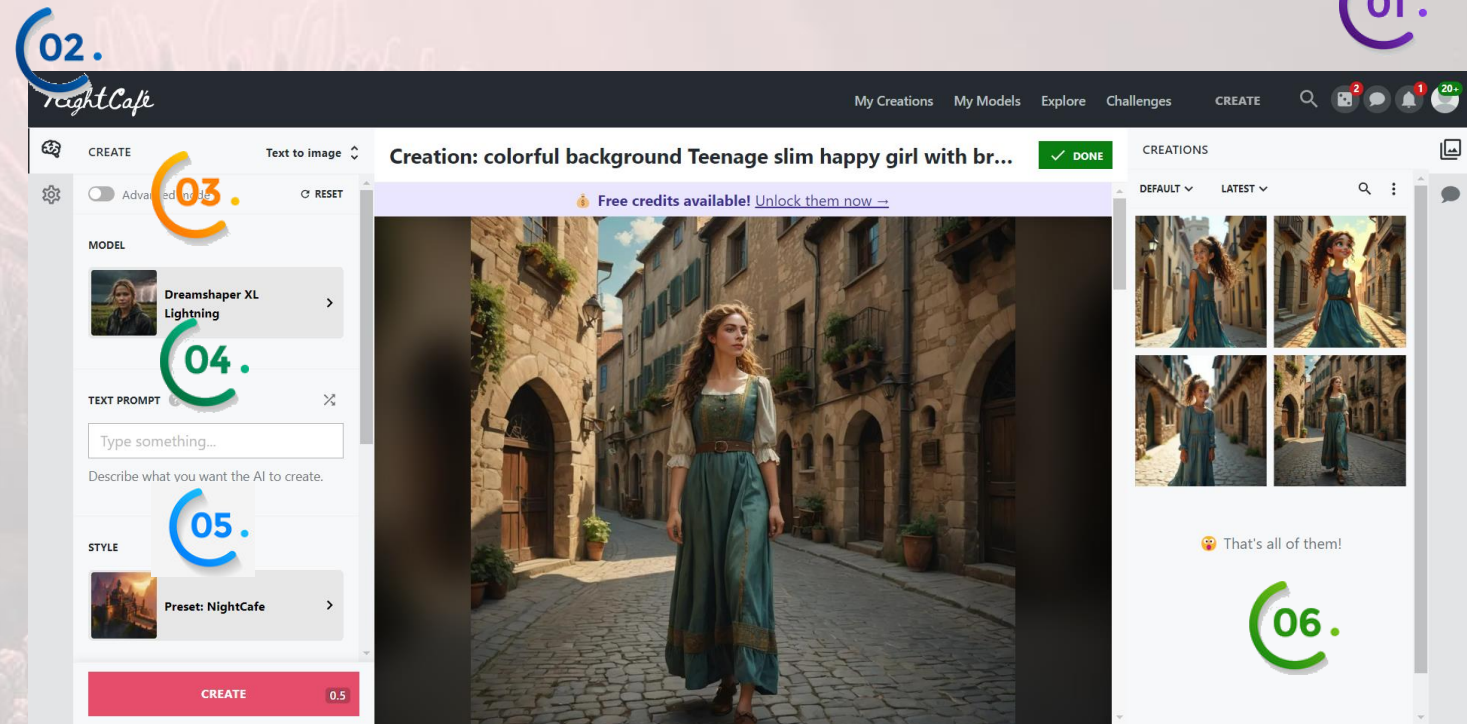 01.
02.
NightCafé
My Creations My Models Explore Challenges CREATE 2 1 20+
CREATE Text to image
Creation: colorful background Teenage slim happy girl with br...
DONE
CREATIONS
Advanced mode
03.
RESET
Free credits available! Unlock them now →
DEFAULT LATEST
MODEL
Dreamshaper XL
Lightning
04.
TEXT PROMPT
Type something...
Describe what you want the AI to create.
05.
STYLE
Preset: NightCafe
CREATE 0.5
That's all of them!
06.